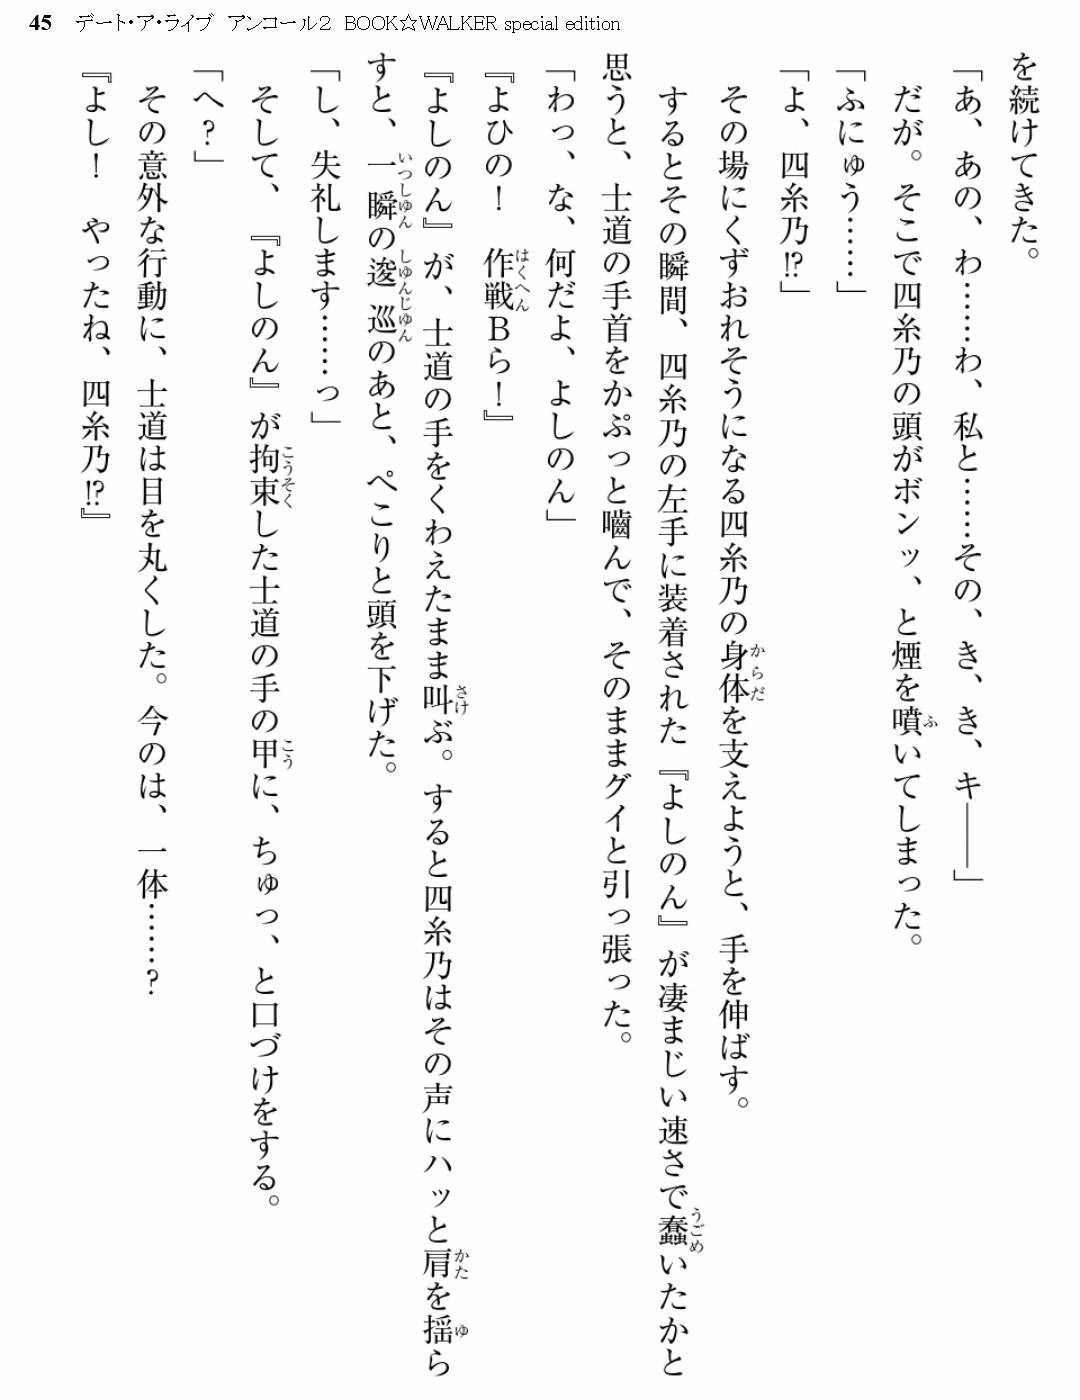 45 デート・ア・ライブ アンコール2 BOOK☆WALKER special edition
を続けてきた。
「あ、あの、わ……わ、私と……その、き、き、キ――」
だが。そこで四糸乃の頭がボンッ、と煙を噴いてしまった。
「ふにゅう……」
「よ、四糸乃!?」
その場にくずおれそうになる四糸乃の身体を支えようと、手を伸ばす。
するとその瞬間、四糸乃の左手に装着された『よしのん』が凄まじい速さで蠢いたかと
思うと、士道の手首をかぷっと嚙んで、そのままグイと引っ張った。
「わっ、な、何だよ、よしのん」
『よひの！　作戦Bら！』
『よしのん』が、士道の手をくわえたまま叫ぶ。すると四糸乃はその声にハッと肩を揺ら
すと、一瞬の逡巡のあと、ぺこりと頭を下げた。
「し、失礼します……っ」
そして、『よしのん』が拘束した士道の手の甲に、ちゅっ、と口づけをする。
「へ？」
その意外な行動に、士道は目を丸くした。今のは、一体……？
『よし！　やったね、四糸乃!?』